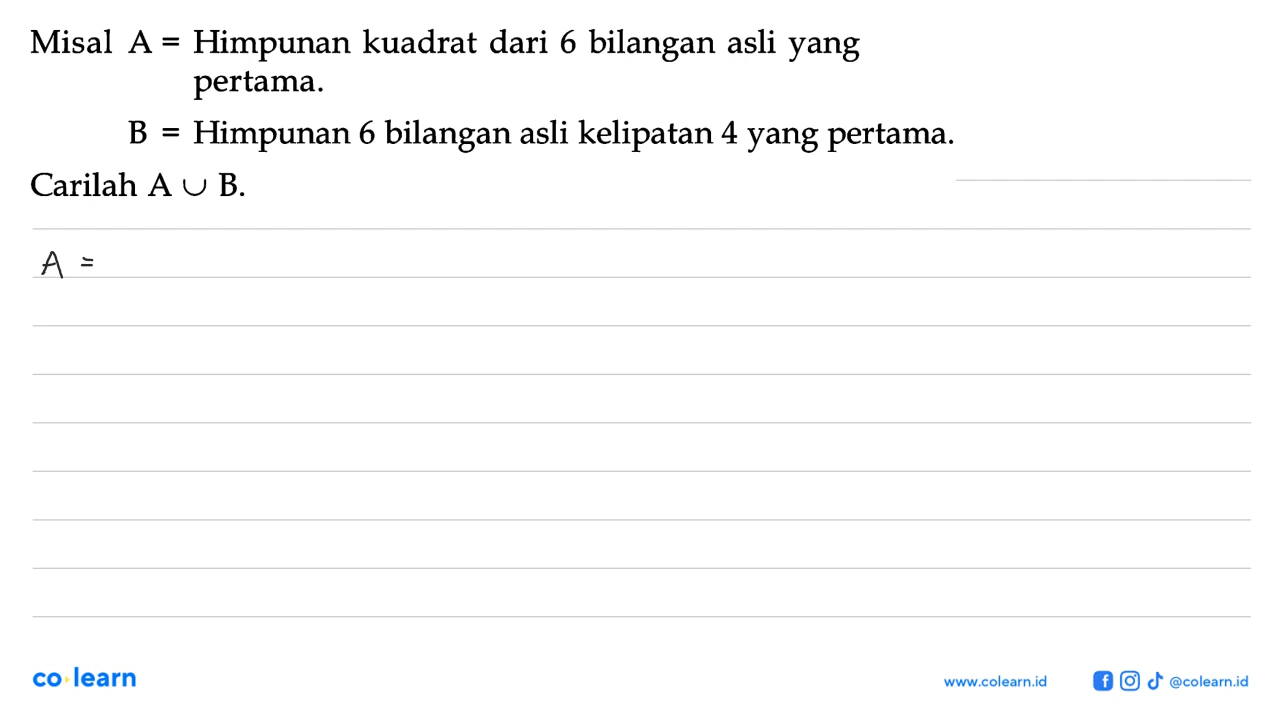 Misal A = Himpunan kuadrat dari 6 bilangan asli yang
pertama.
B = Himpunan 6 bilangan asli kelipatan 4 yang pertama.
Carilah A ∪ B.
A =
co learn
www.colearn.id @colearn.id